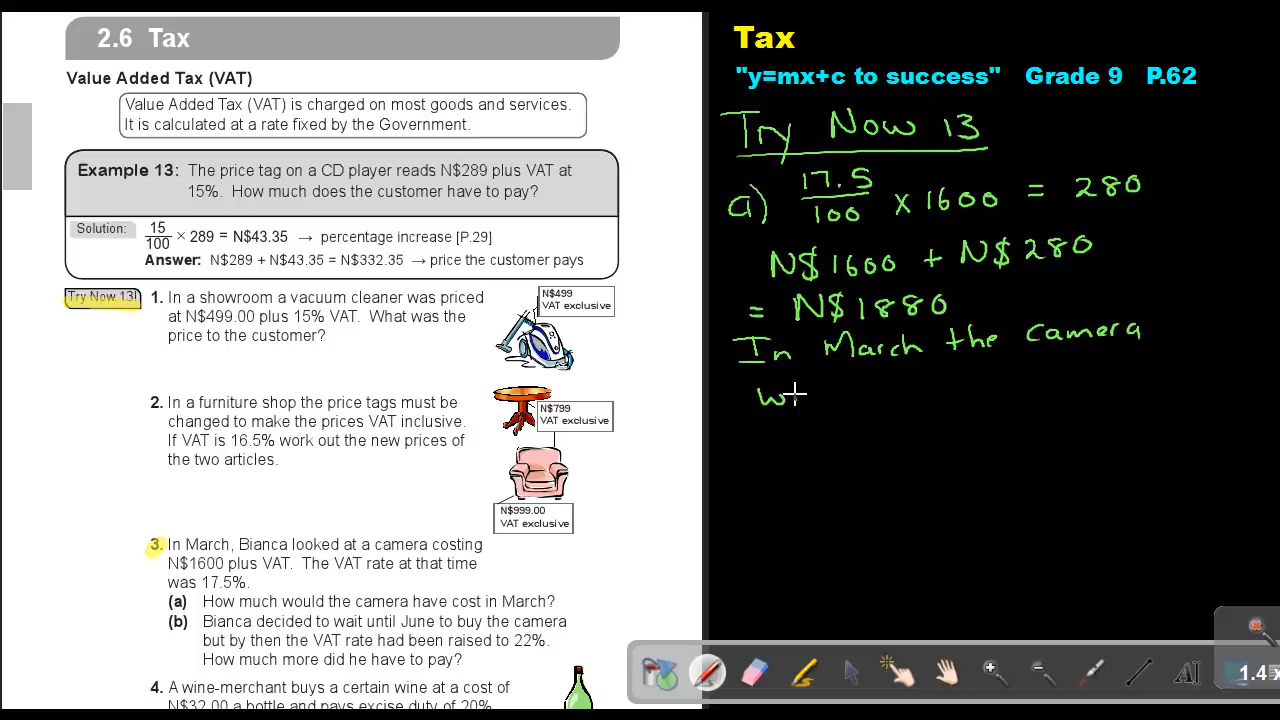 2.6 Tax
Value Added Tax (VAT)
Value Added Tax (VAT) is charged on most goods and services.
It is calculated at a rate fixed by the Government.
Example 13: The price tag on a CD player reads N$289 plus VAT at
15%. How much does the customer have to pay?
Solution: 15/100 × 289 = N$43.35 → percentage increase [P.29]
Answer: N$289 + N$43.35 = N$332.35 → price the customer pays
Try Now 13!
1. In a showroom a vacuum cleaner was priced
at N$499.00 plus 15% VAT. What was the
price to the customer?
N$499
VAT exclusive
2. In a furniture shop the price tags must be
changed to make the prices VAT inclusive.
If VAT is 16.5% work out the new prices of
the two articles.
N$799
VAT exclusive
N$999.00
VAT exclusive
3. In March, Bianca looked at a camera costing
N$1600 plus VAT. The VAT rate at that time
was 17.5%.
(a) How much would the camera have cost in March?
(b) Bianca decided to wait until June to buy the camera
but by then the VAT rate had been raised to 22%.
How much more did he have to pay?
4. A wine-merchant buys a certain wine at a cost of
N$32.00 a bottle and pays excise duty of 20%
Tax
"y=mx+c to success" Grade 9 P.62
Try Now 13
a) 17.5/100 × 1600 = 280
N$1600 + N$280
= N$1880
In March the camera
w
AI
1.4x